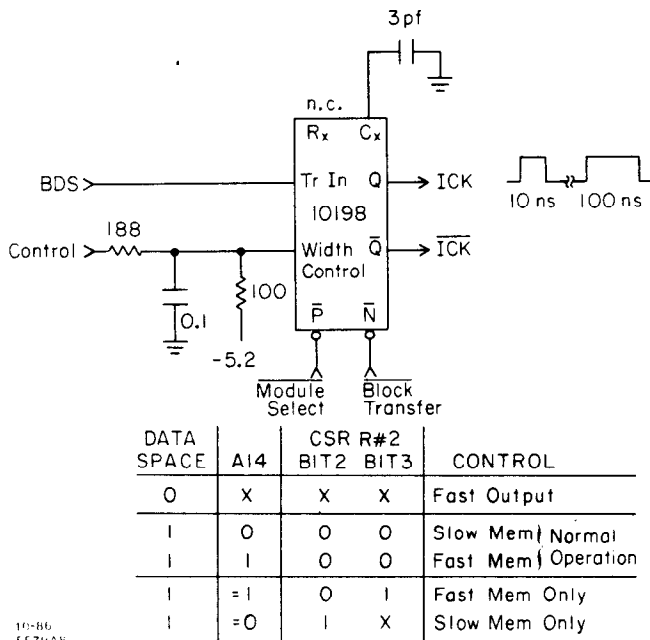 3pf
n.c.
Rx Cx
BDS Tr In Q ICK
10198
10 ns 100 ns
188
Control Width Control Q̅ I̅C̅K̅
100
0.1
-5.2
P̅ N̅
M̅o̅d̅u̅l̅e̅ Select B̅l̅o̅c̅k̅ Transfer
DATA SPACE A14 CSR R#2 BIT2 BIT3 CONTROL
0 X X X Fast Output
1 0 0 0 Slow Mem Normal
1 1 0 0 Fast Mem Operation
1 =1 0 1 Fast Mem Only
1 =0 1 X Slow Mem Only
10-86